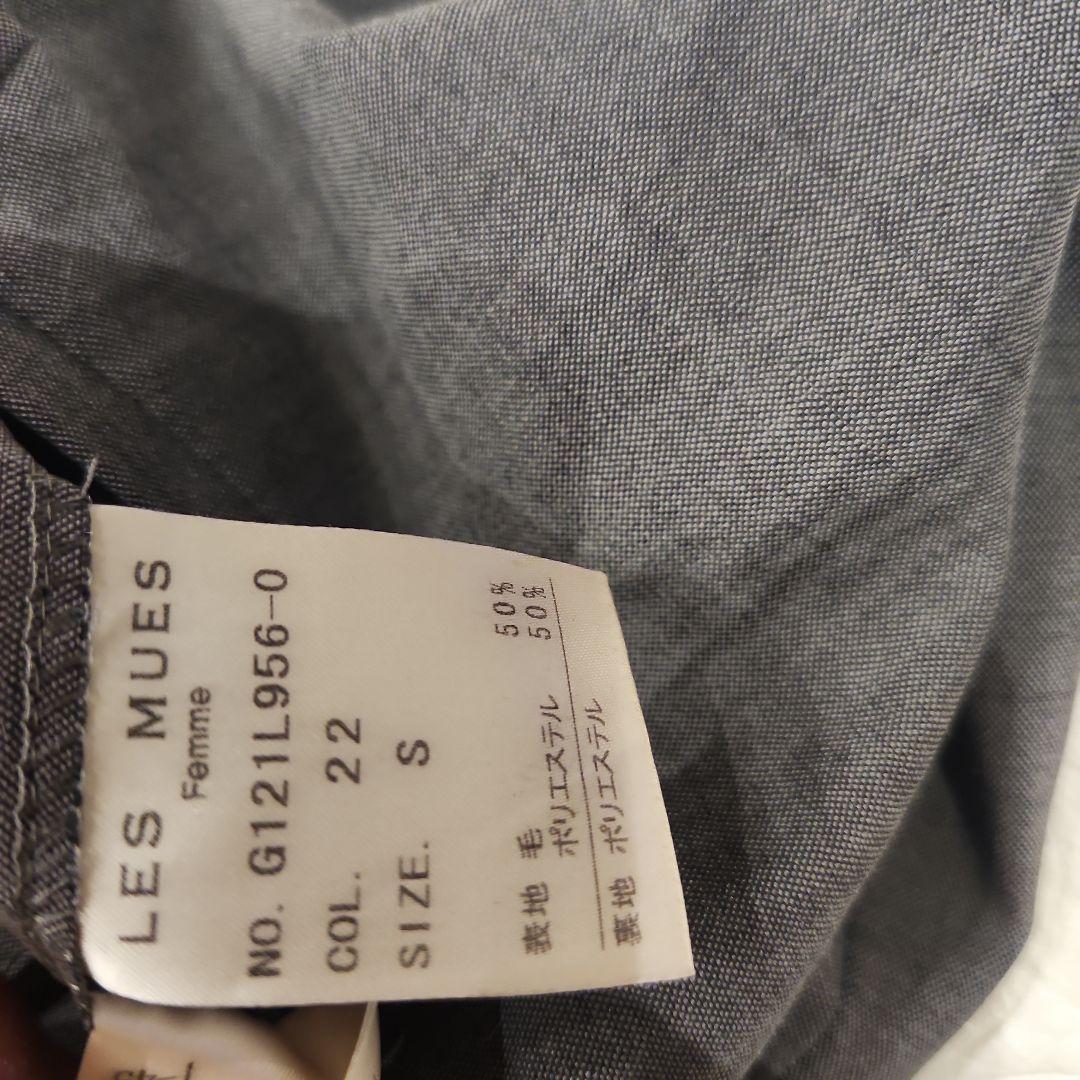 LES MUES
Femme
NO. G121L956-0
COL. 22
SIZE. S
表地 毛 50%
ポリエステル 50%
裏地 ポリエステル